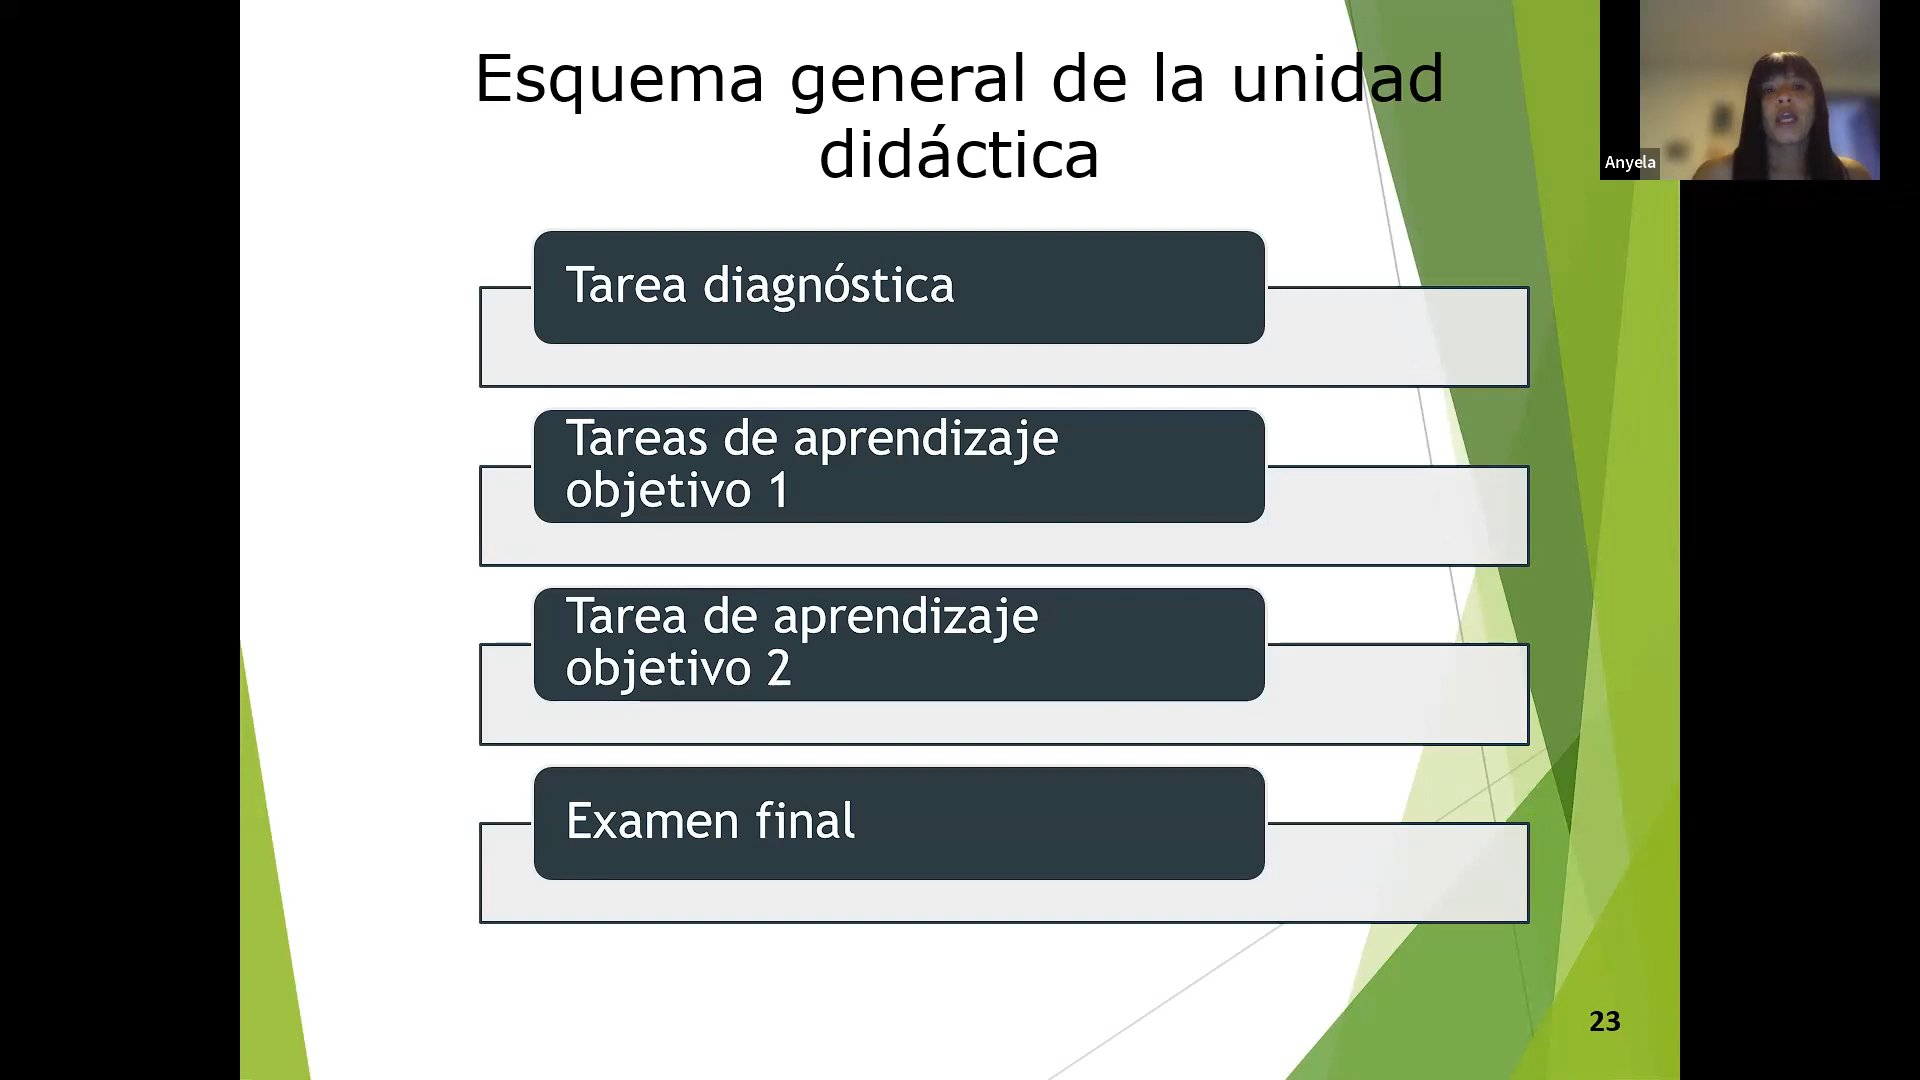 Esquema general de la unidad
didáctica
Anyela
Tarea diagnóstica
Tareas de aprendizaje
objetivo 1
Tarea de aprendizaje
objetivo 2
Examen final
23